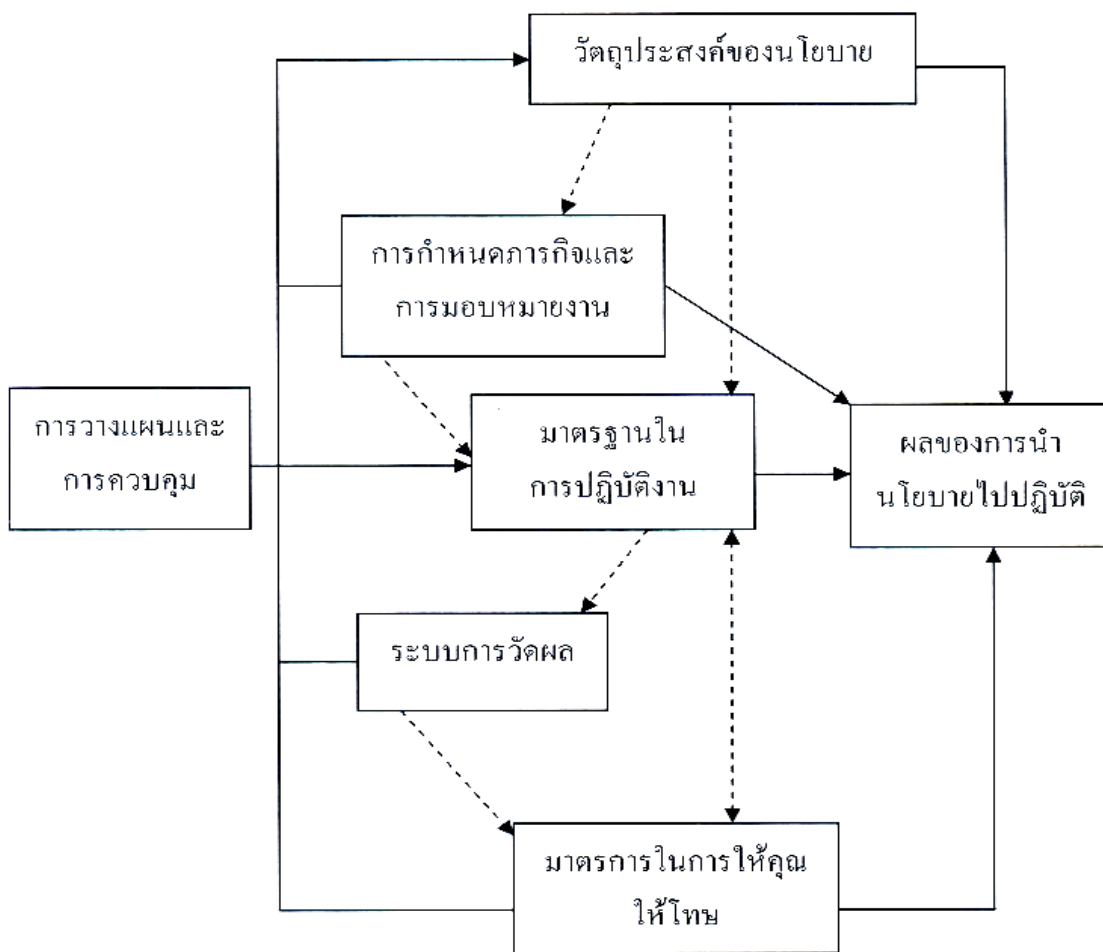 วัตถุประสงค์ของนโยบาย
การกำหนดภารกิจและ
การมอบหมายงาน
การวางแผนและ
การควบคุม
มาตรฐานใน
การปฏิบัติงาน
ผลของการนำ
นโยบายไปปฏิบัติ
ระบบการวัดผล
มาตรการในการให้คุณ
ให้โทษ